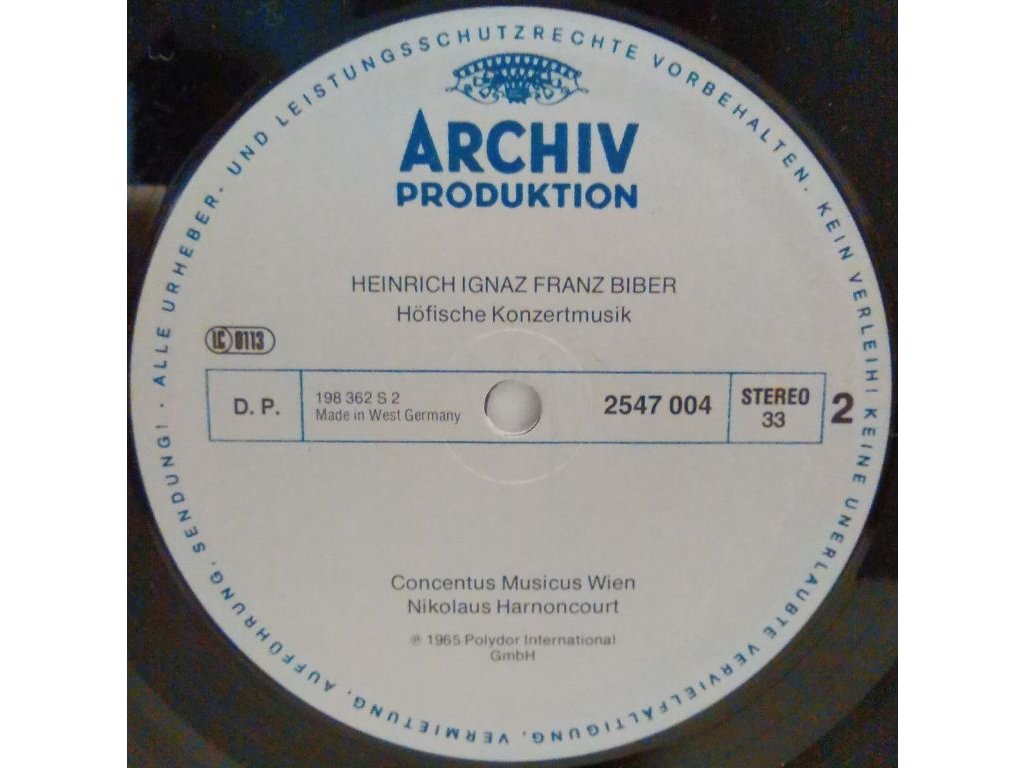 ALLE URHEBER- UND LEISTUNGSSCHUTZRECHTE VORBEHALTEN · KEIN VERLEIH! KEINE UNERLAUBTE VERVIELFÄLTIGUNG, VERMIETUNG, AUFFÜHRUNG, SENDUNG! ·
ARCHIV
PRODUKTION
HEINRICH IGNAZ FRANZ BIBER
Höfische Konzertmusik
LC 0113
D. P.
198 362 S 2
Made in West Germany
2547 004
STEREO
33
2
Concentus Musicus Wien
Nikolaus Harnoncourt
℗ 1965 Polydor International
GmbH